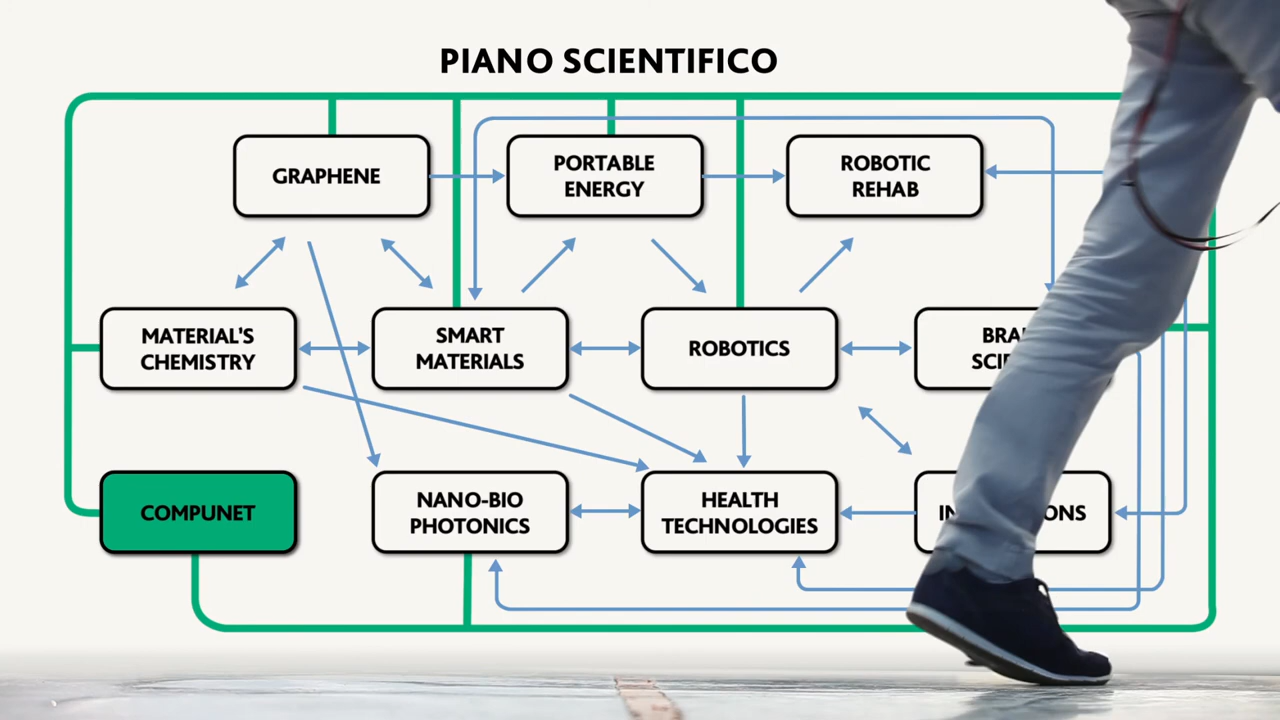 PIANO SCIENTIFICO
GRAPHENE
PORTABLE
ENERGY
ROBOTIC
REHAB
MATERIAL'S
CHEMISTRY
SMART
MATERIALS
ROBOTICS
COMPUNET
NANO-BIO
PHOTONICS
HEALTH
TECHNOLOGIES